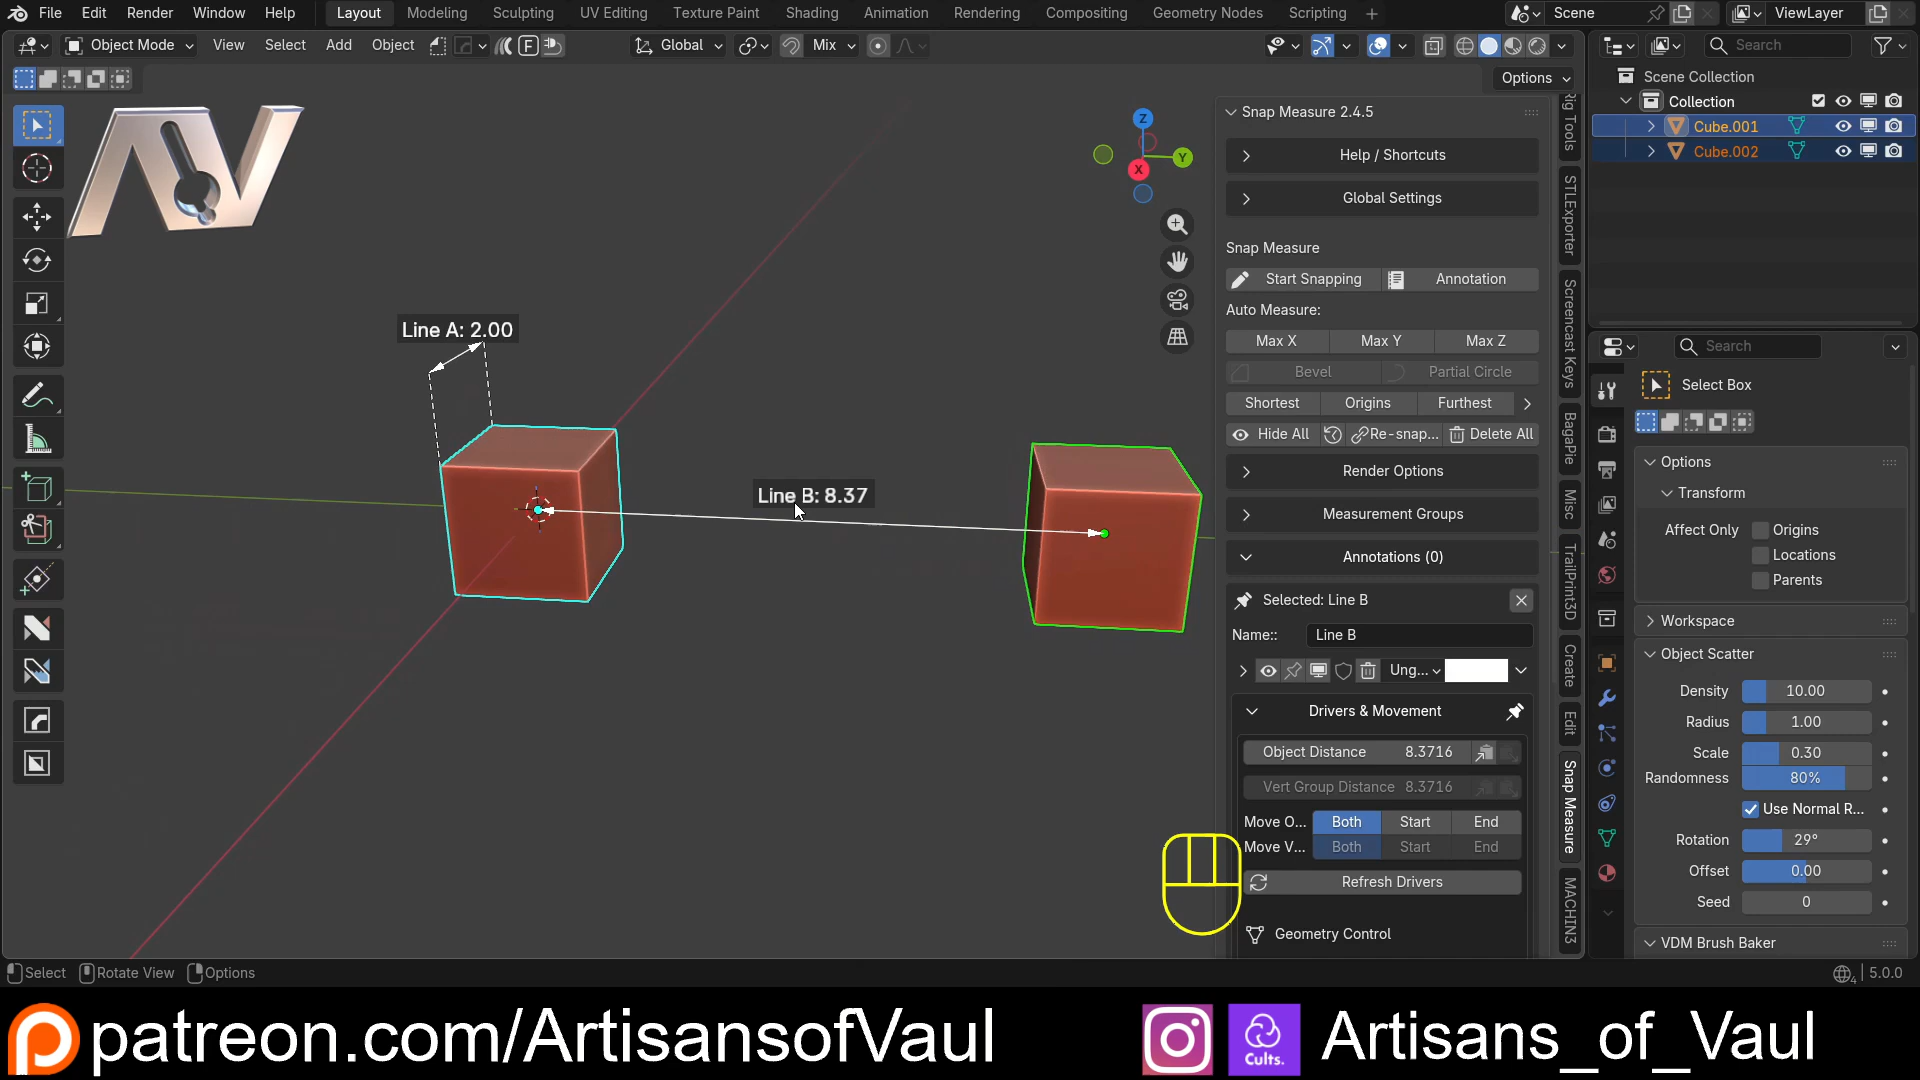 File Edit Render Window Help Layout Modeling Sculpting UV Editing Texture Paint Shading Animation Rendering Compositing Geometry Nodes Scripting Scene ViewLayer
Object Mode View Select Add Object F Global Mix Search
Options
Scene Collection
Collection
Cube.001
Cube.002
AV
Z
Y
X
Line A: 2.00
Line B: 8.37
Snap Measure 2.4.5
Help / Shortcuts
Global Settings
Snap Measure
Start Snapping Annotation
Auto Measure:
Max X Max Y Max Z
Bevel Partial Circle
Shortest Origins Furthest
Hide All Re-snap... Delete All
Render Options
Measurement Groups
Annotations (0)
Selected: Line B
Name:: Line B
Ung...
Drivers & Movement
Object Distance 8.3716
Vert Group Distance 8.3716
Move O... Both Start End
Move V... Both Start End
Refresh Drivers
Geometry Control
Rig Tools
STLExporter
Screencast Keys
BagaPie
Misc
TrailPrint3D
Create
Edit
Snap Measure
MACHIN3
Search
Select Box
Options
Transform
Affect Only Origins
Locations
Parents
Workspace
Object Scatter
Density 10.00
Radius 1.00
Scale 0.30
Randomness 80%
Use Normal R...
Rotation 29°
Offset 0.00
Seed 0
VDM Brush Baker
Select Rotate View Options
5.0.0
patreon.com/ArtisansofVaul
Cults.
Artisans_of_Vaul